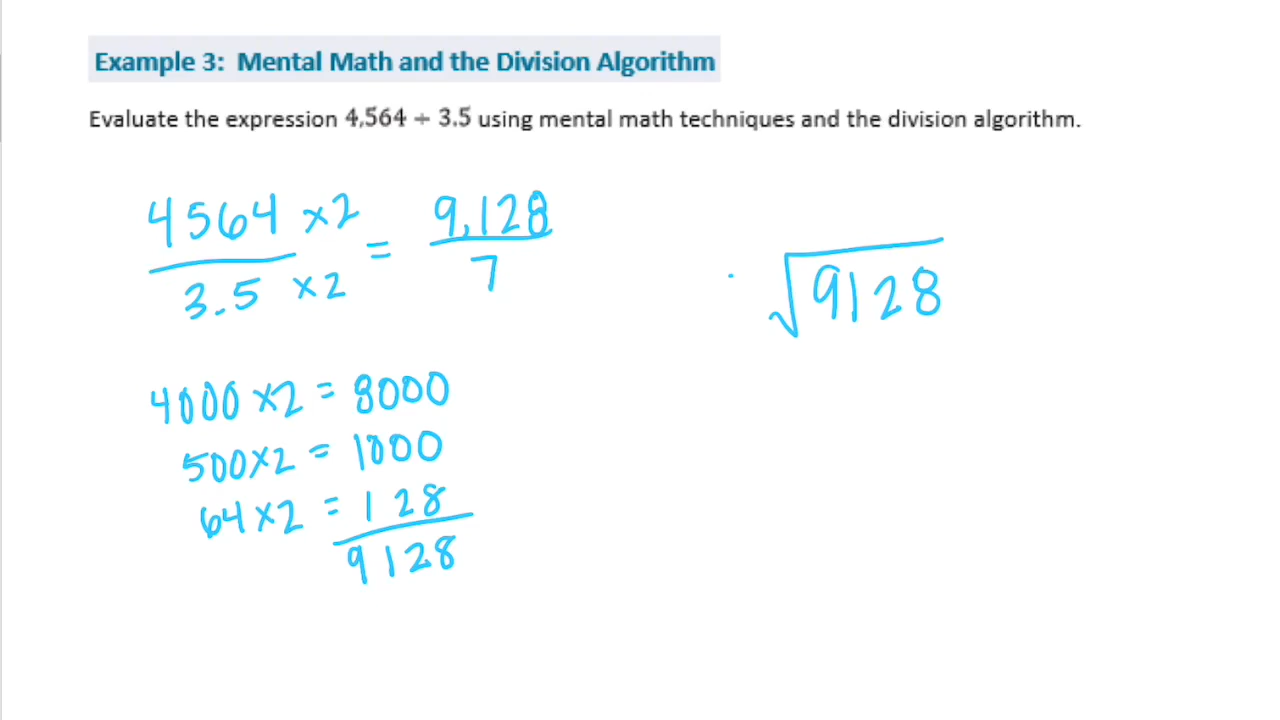 Example 3: Mental Math and the Division Algorithm
Evaluate the expression 4,564 ÷ 3.5 using mental math techniques and the division algorithm.
4564 ×2 = 9,128
3.5 ×2 7
√9128
4000 ×2 = 8000
500×2 = 1000
64×2 = 128
9128